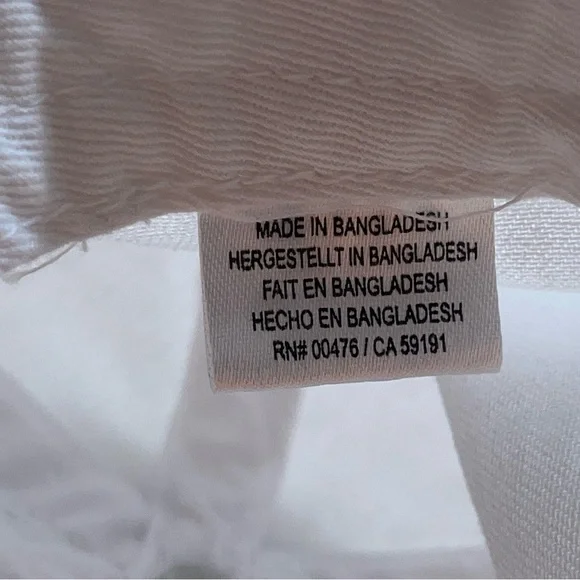 MADE IN BANGLADESH
HERGESTELLT IN BANGLADESH
FAIT EN BANGLADESH
HECHO EN BANGLADESH
RN# 00476 / CA 59191